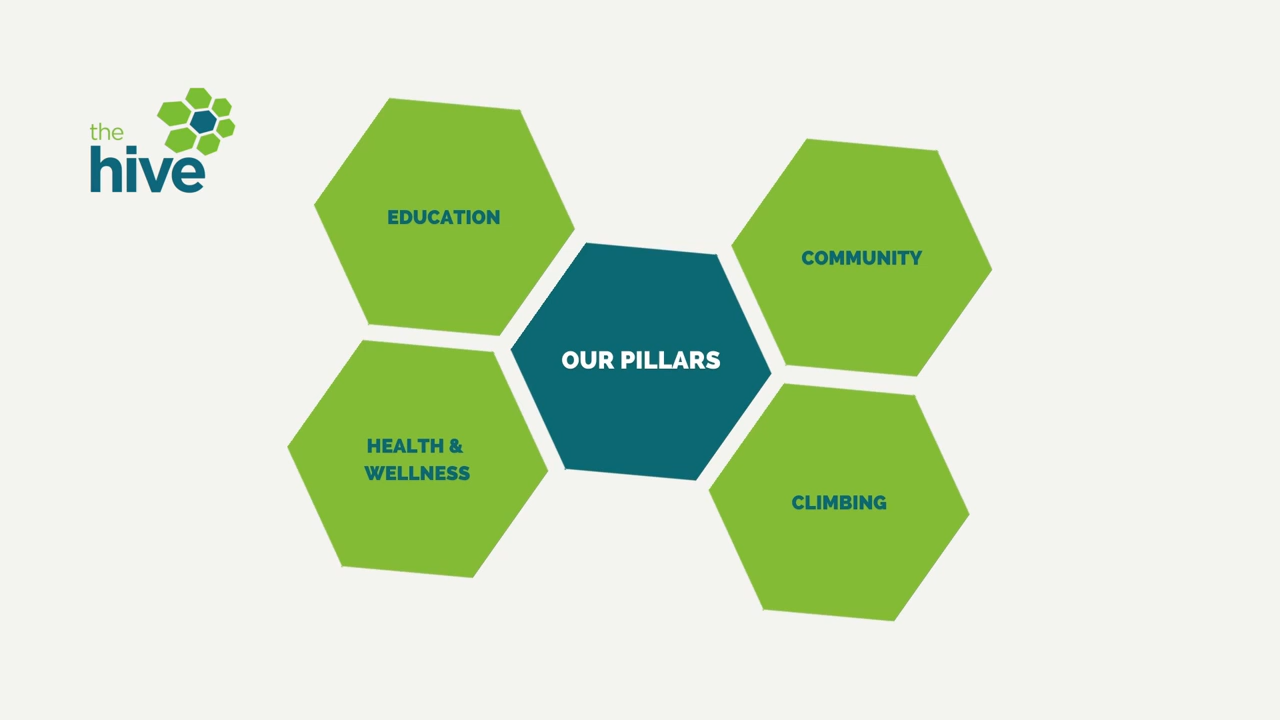 the
hive
EDUCATION
COMMUNITY
OUR PILLARS
HEALTH &
WELLNESS
CLIMBING